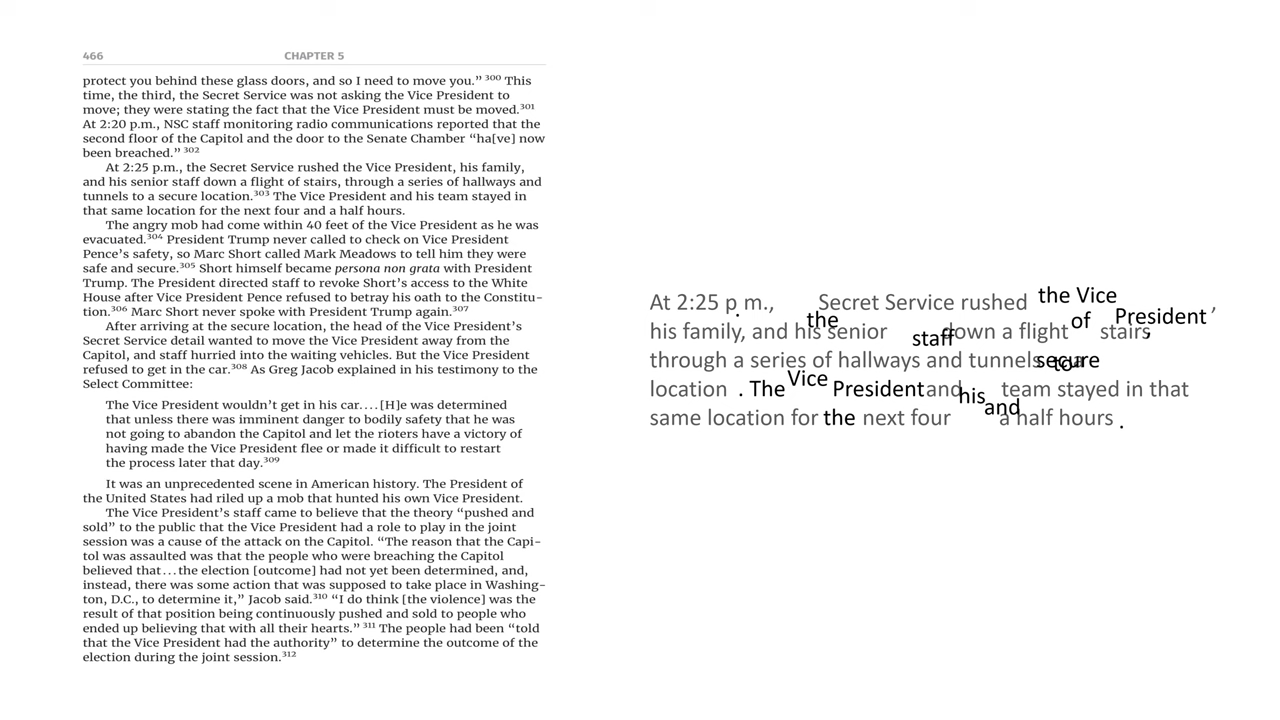 466 CHAPTER 5
protect you behind these glass doors, and so I need to move you.” 300 This
time, the third, the Secret Service was not asking the Vice President to
move; they were stating the fact that the Vice President must be moved.301
At 2:20 p.m., NSC staff monitoring radio communications reported that the
second floor of the Capitol and the door to the Senate Chamber “ha[ve] now
been breached.” 302
At 2:25 p.m., the Secret Service rushed the Vice President, his family,
and his senior staff down a flight of stairs, through a series of hallways and
tunnels to a secure location.303 The Vice President and his team stayed in
that same location for the next four and a half hours.
The angry mob had come within 40 feet of the Vice President as he was
evacuated.304 President Trump never called to check on Vice President
Pence’s safety, so Marc Short called Mark Meadows to tell him they were
safe and secure.305 Short himself became persona non grata with President
Trump. The President directed staff to revoke Short’s access to the White
House after Vice President Pence refused to betray his oath to the Constitu-
tion.306 Marc Short never spoke with President Trump again.307
After arriving at the secure location, the head of the Vice President’s
Secret Service detail wanted to move the Vice President away from the
Capitol, and staff hurried into the waiting vehicles. But the Vice President
refused to get in the car.308 As Greg Jacob explained in his testimony to the
Select Committee:
The Vice President wouldn’t get in his car. . . . [H]e was determined
that unless there was imminent danger to bodily safety that he was
not going to abandon the Capitol and let the rioters have a victory of
having made the Vice President flee or made it difficult to restart
the process later that day.309
It was an unprecedented scene in American history. The President of
the United States had riled up a mob that hunted his own Vice President.
The Vice President’s staff came to believe that the theory “pushed and
sold” to the public that the Vice President had a role to play in the joint
session was a cause of the attack on the Capitol. “The reason that the Capi-
tol was assaulted was that the people who were breaching the Capitol
believed that . . . the election [outcome] had not yet been determined, and,
instead, there was some action that was supposed to take place in Washing-
ton, D.C., to determine it,” Jacob said.310 “I do think [the violence] was the
result of that position being continuously pushed and sold to people who
ended up believing that with all their hearts.” 311 The people had been “told
that the Vice President had the authority” to determine the outcome of the
election during the joint session.312
At 2:25 p.m., the Secret Service rushed the Vice President,
his family, and his senior staff down a flight of stairs,
through a series of hallways and tunnels to a secure
location. The Vice President and his team stayed in that
same location for the next four and a half hours.